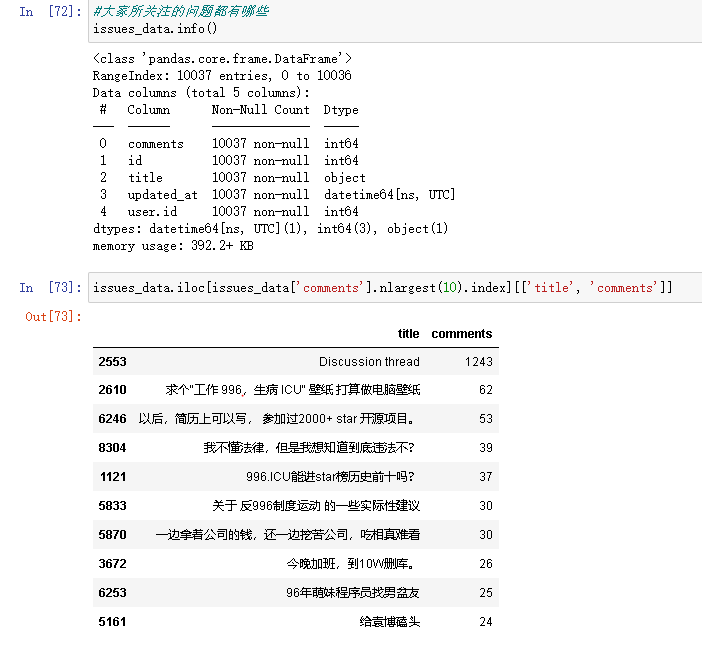 In [72]: #大家所关注的问题都有哪些
issues_data.info()
<class 'pandas.core.frame.DataFrame'>
RangeIndex: 10037 entries, 0 to 10036
Data columns (total 5 columns):
# Column Non-Null Count Dtype
--- ------ -------------- -----
0 comments 10037 non-null int64
1 id 10037 non-null int64
2 title 10037 non-null object
3 updated_at 10037 non-null datetime64[ns, UTC]
4 user.id 10037 non-null int64
dtypes: datetime64[ns, UTC](1), int64(3), object(1)
memory usage: 392.2+ KB
In [73]: issues_data.iloc[issues_data['comments'].nlargest(10).index][['title', 'comments']]
Out[73]:
title comments
2553 Discussion thread 1243
2610 求个"工作 996，生病 ICU" 壁纸 打算做电脑壁纸 62
6246 以后，简历上可以写， 参加过2000+ star 开源项目。 53
8304 我不懂法律，但是我想知道到底违法不? 39
1121 996.ICU能进star榜历史前十吗？ 37
5833 关于 反996制度运动 的一些实际性建议 30
5870 一边拿着公司的钱，还一边挖苦公司，吃相真难看 30
3672 今晚加班，到10W删库。 26
6253 96年萌妹程序员找男盆友 25
5161 给袁博磕头 24